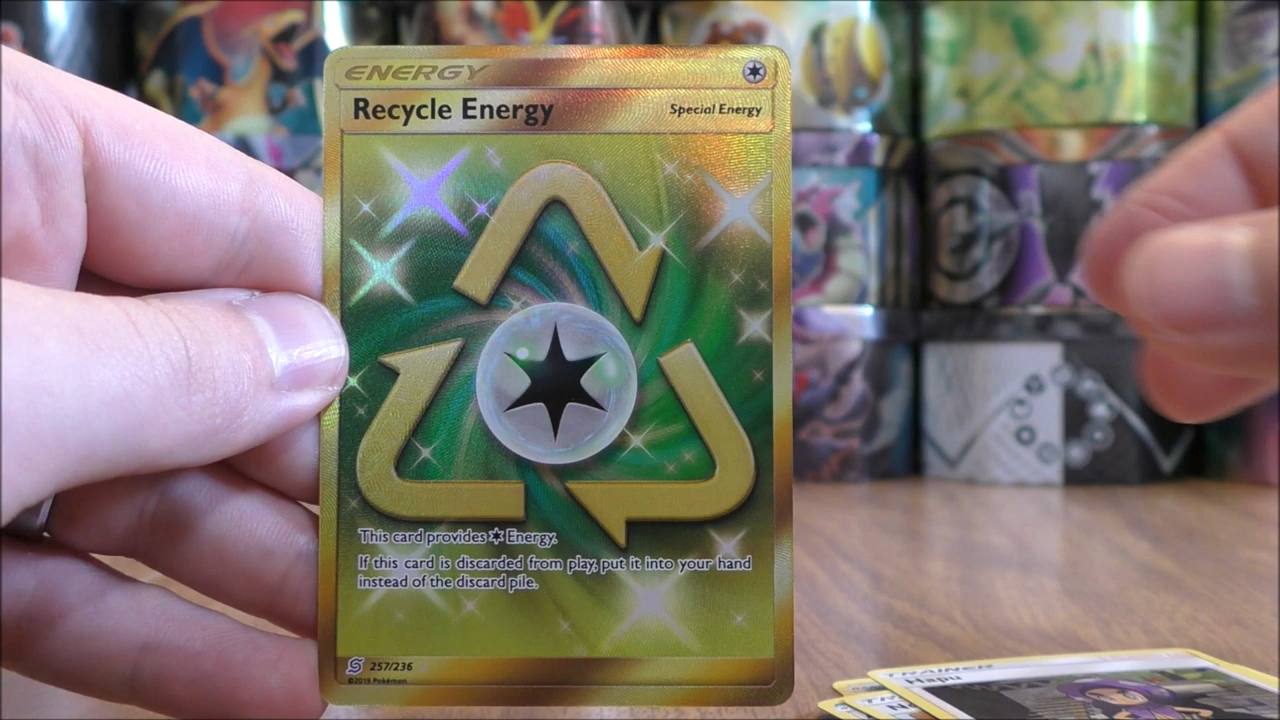 ENERGY
Recycle Energy Special Energy
This card provides Energy.
If this card is discarded from play, put it into your hand
instead of the discard pile.
257/236
©2019 Pokémon
TRAINER
Hapu